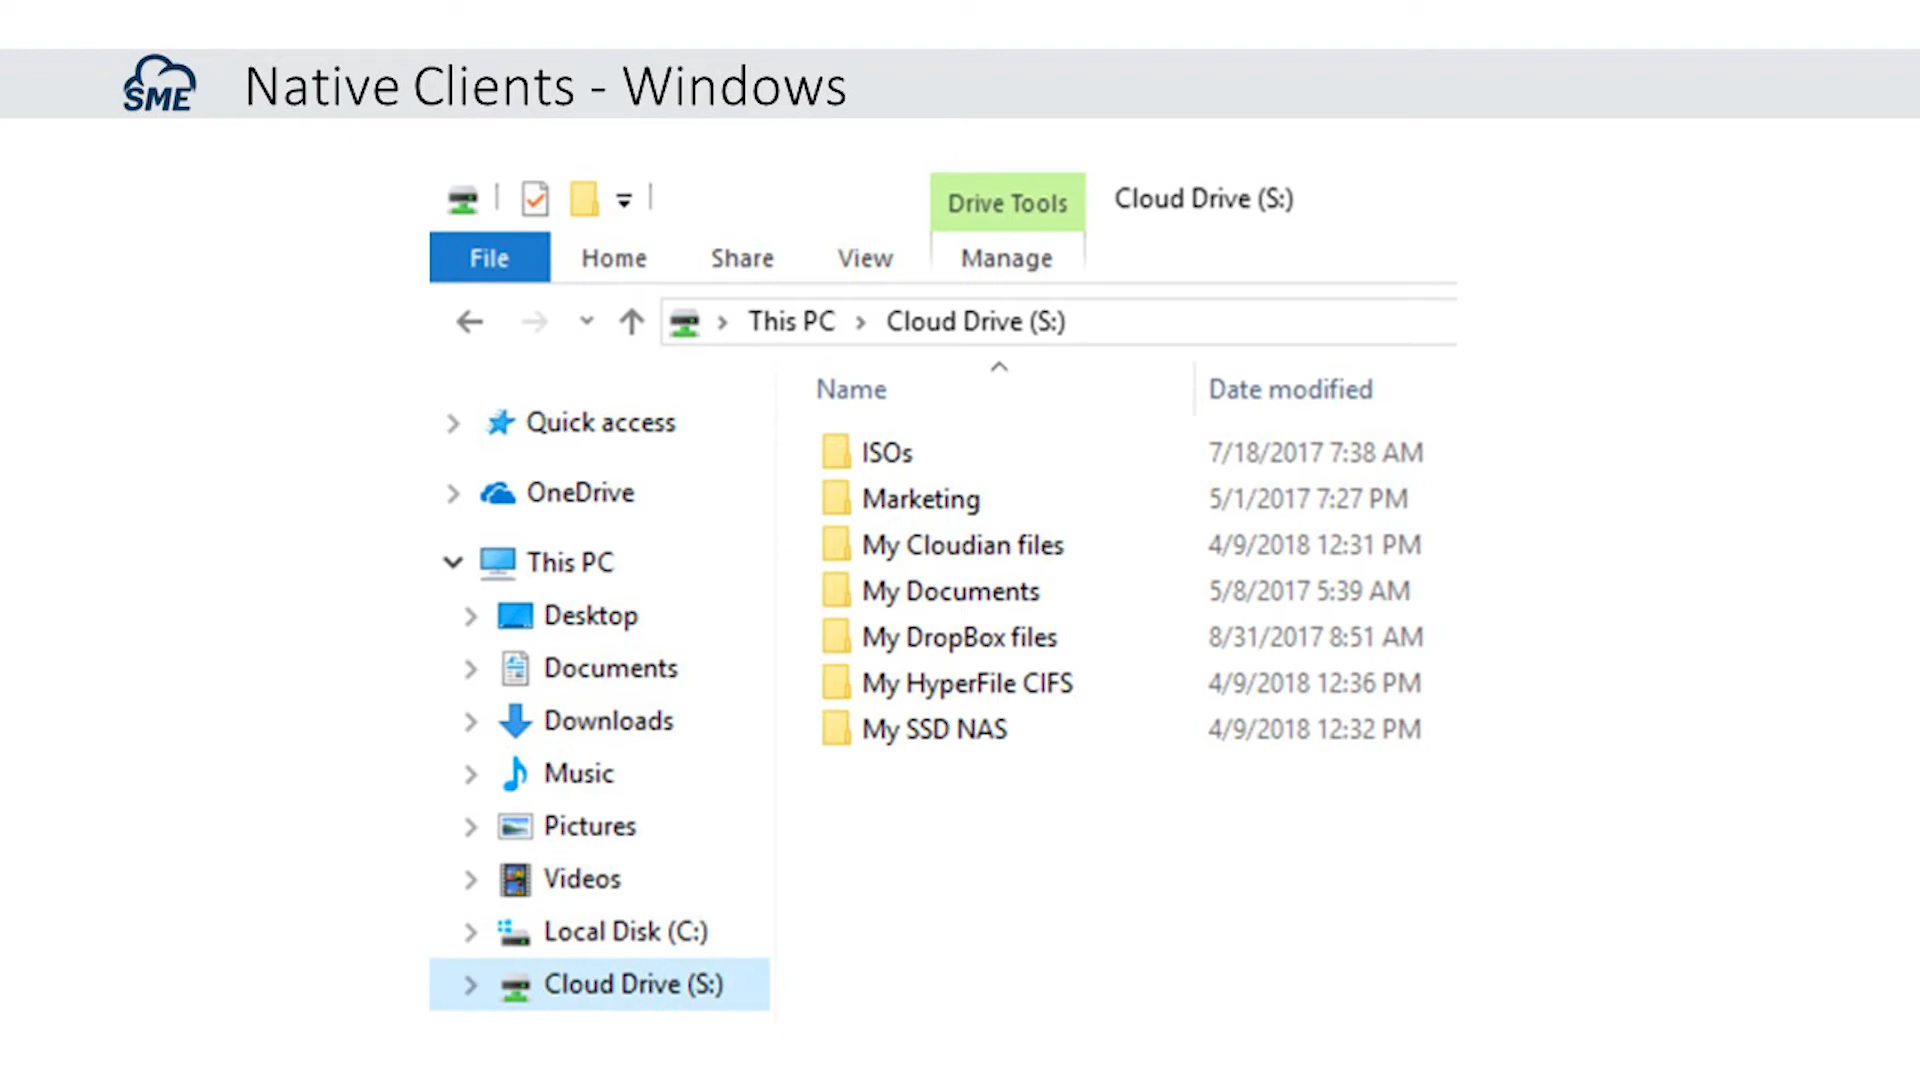 SME
Native Clients - Windows
Drive Tools
Cloud Drive (S:)
File
Home
Share
View
Manage
This PC
Cloud Drive (S:)
Name
Date modified
Quick access
OneDrive
This PC
Desktop
Documents
Downloads
Music
Pictures
Videos
Local Disk (C:)
Cloud Drive (S:)
ISOs 7/18/2017 7:38 AM
Marketing 5/1/2017 7:27 PM
My Cloudian files 4/9/2018 12:31 PM
My Documents 5/8/2017 5:39 AM
My DropBox files 8/31/2017 8:51 AM
My HyperFile CIFS 4/9/2018 12:36 PM
My SSD NAS 4/9/2018 12:32 PM